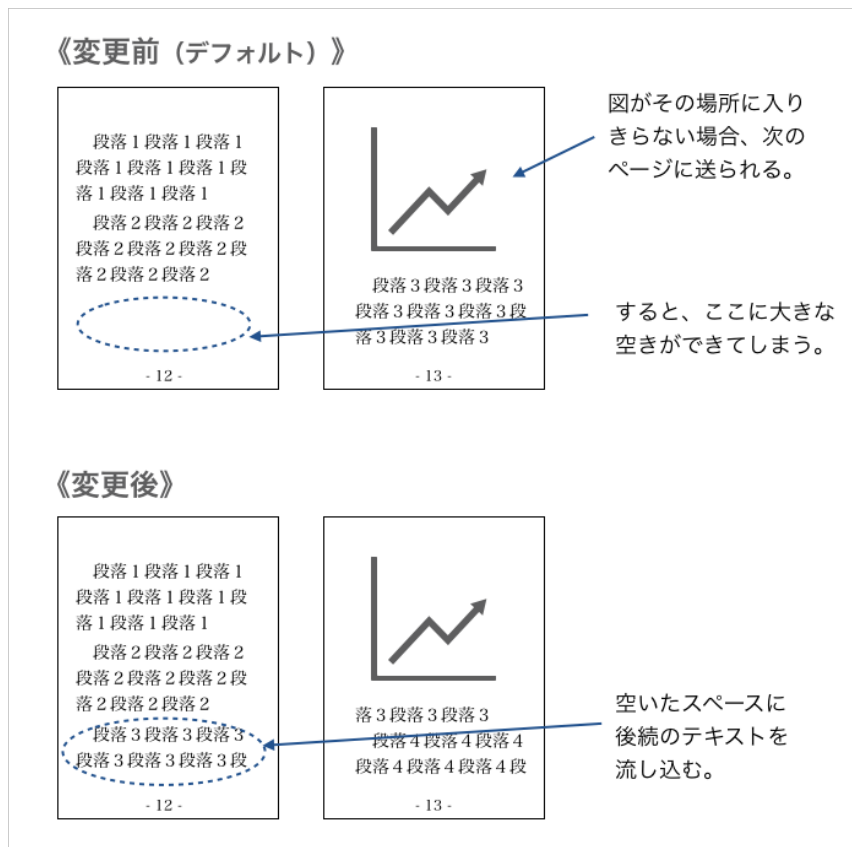 《変更前（デフォルト）》
段落１段落１段落１
段落１段落１段落１段
落１段落１段落１
段落２段落２段落２
段落２段落２段落２段
落２段落２段落２
- 12 -
段落３段落３段落３
段落３段落３段落３段
落３段落３段落３
- 13 -
図がその場所に入り
きらない場合、次の
ページに送られる。
すると、ここに大きな
空きができてしまう。
《変更後》
段落１段落１段落１
段落１段落１段落１段
落１段落１段落１
段落２段落２段落２
段落２段落２段落２段
落２段落２段落２
段落３段落３段落３
段落３段落３段落３段
- 12 -
落３段落３段落３
段落４段落４段落４
段落４段落４段落４段
- 13 -
空いたスペースに
後続のテキストを
流し込む。